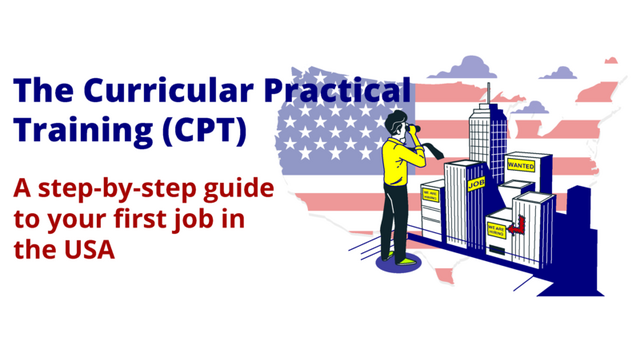 The Curricular Practical
Training (CPT)
A step-by-step guide
to your first job in
the USA
WANTED
JOB
WE ARE
HIRING
WE ARE
HIRING